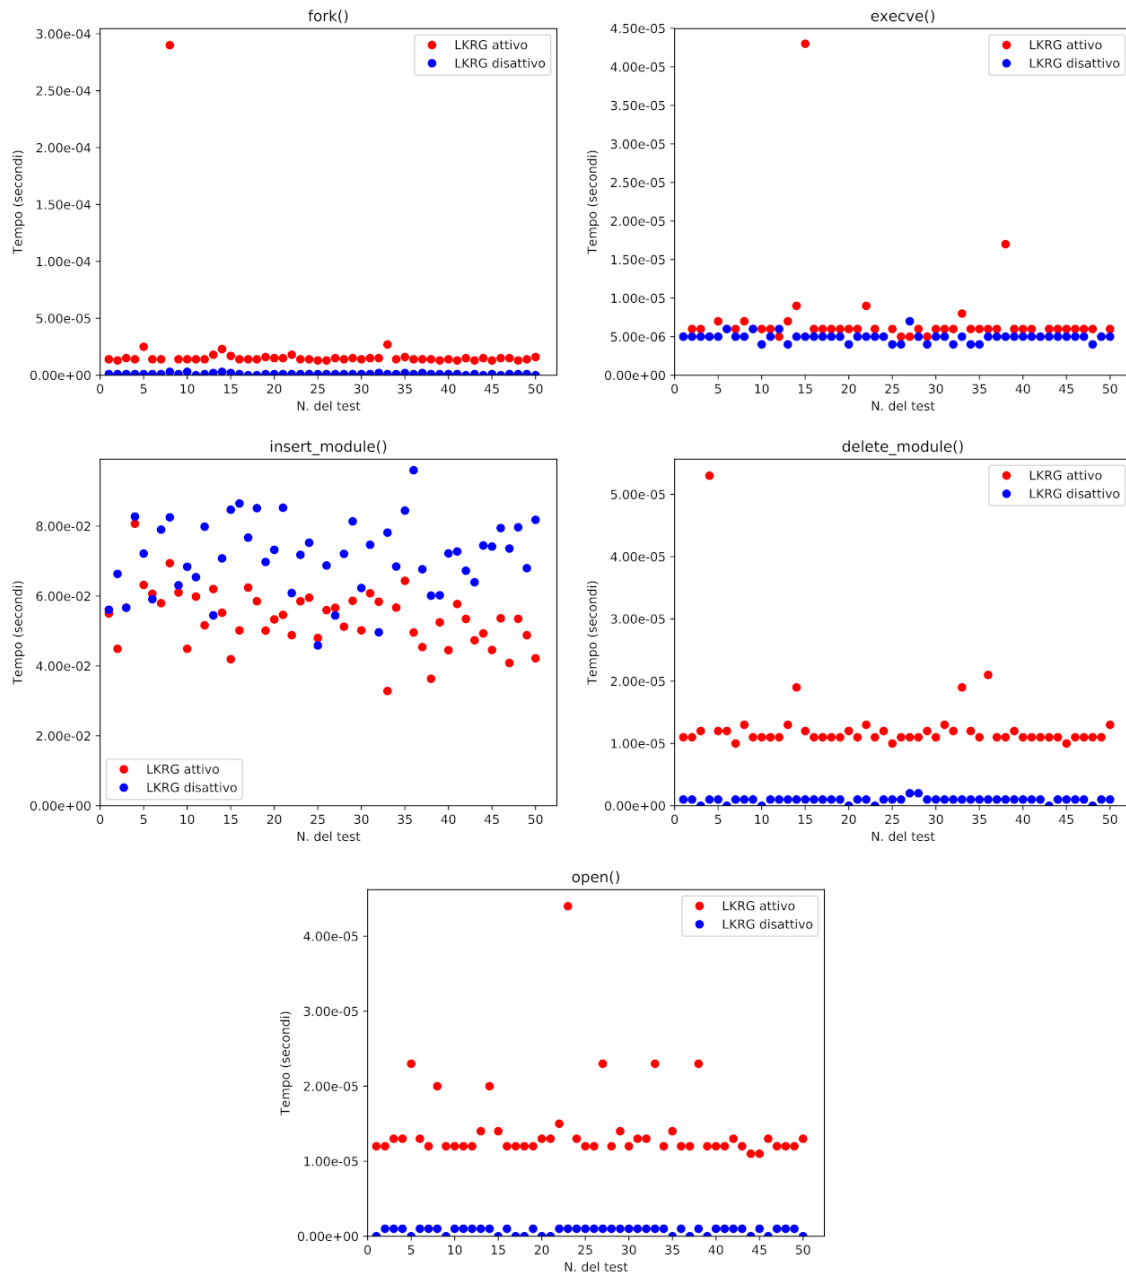 fork()
LKRG attivo
LKRG disattivo
3.00e-04
2.50e-04
2.00e-04
1.50e-04
1.00e-04
5.00e-05
0.00e+00
Tempo (secondi)
0 5 10 15 20 25 30 35 40 45 50
N. del test
execve()
LKRG attivo
LKRG disattivo
4.50e-05
4.00e-05
3.50e-05
3.00e-05
2.50e-05
2.00e-05
1.50e-05
1.00e-05
5.00e-06
0.00e+00
Tempo (secondi)
0 5 10 15 20 25 30 35 40 45 50
N. del test
insert_module()
8.00e-02
6.00e-02
4.00e-02
2.00e-02
0.00e+00
Tempo (secondi)
LKRG attivo
LKRG disattivo
0 5 10 15 20 25 30 35 40 45 50
N. del test
delete_module()
LKRG attivo
LKRG disattivo
5.00e-05
4.00e-05
3.00e-05
2.00e-05
1.00e-05
0.00e+00
Tempo (secondi)
0 5 10 15 20 25 30 35 40 45 50
N. del test
open()
LKRG attivo
LKRG disattivo
4.00e-05
3.00e-05
2.00e-05
1.00e-05
0.00e+00
Tempo (secondi)
0 5 10 15 20 25 30 35 40 45 50
N. del test